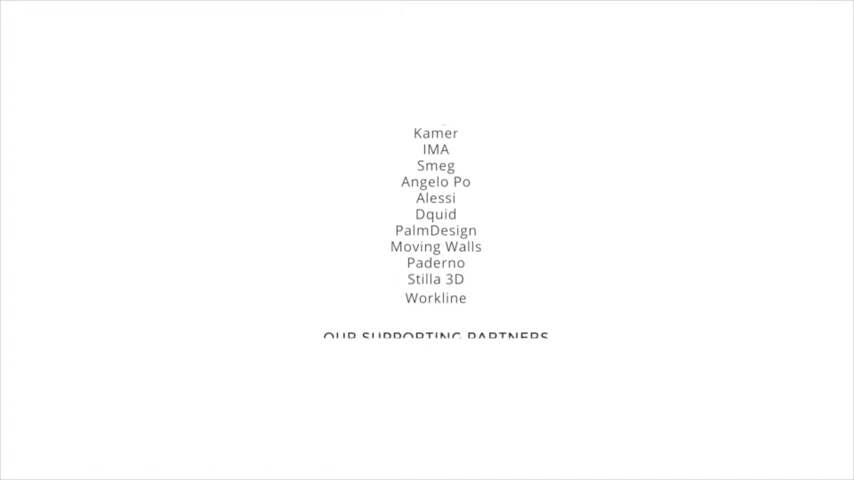 Kamer
IMA
Smeg
Angelo Po
Alessi
Dquid
PalmDesign
Moving Walls
Paderno
Stilla 3D
Workline
OUR SUPPORTING PARTNERS